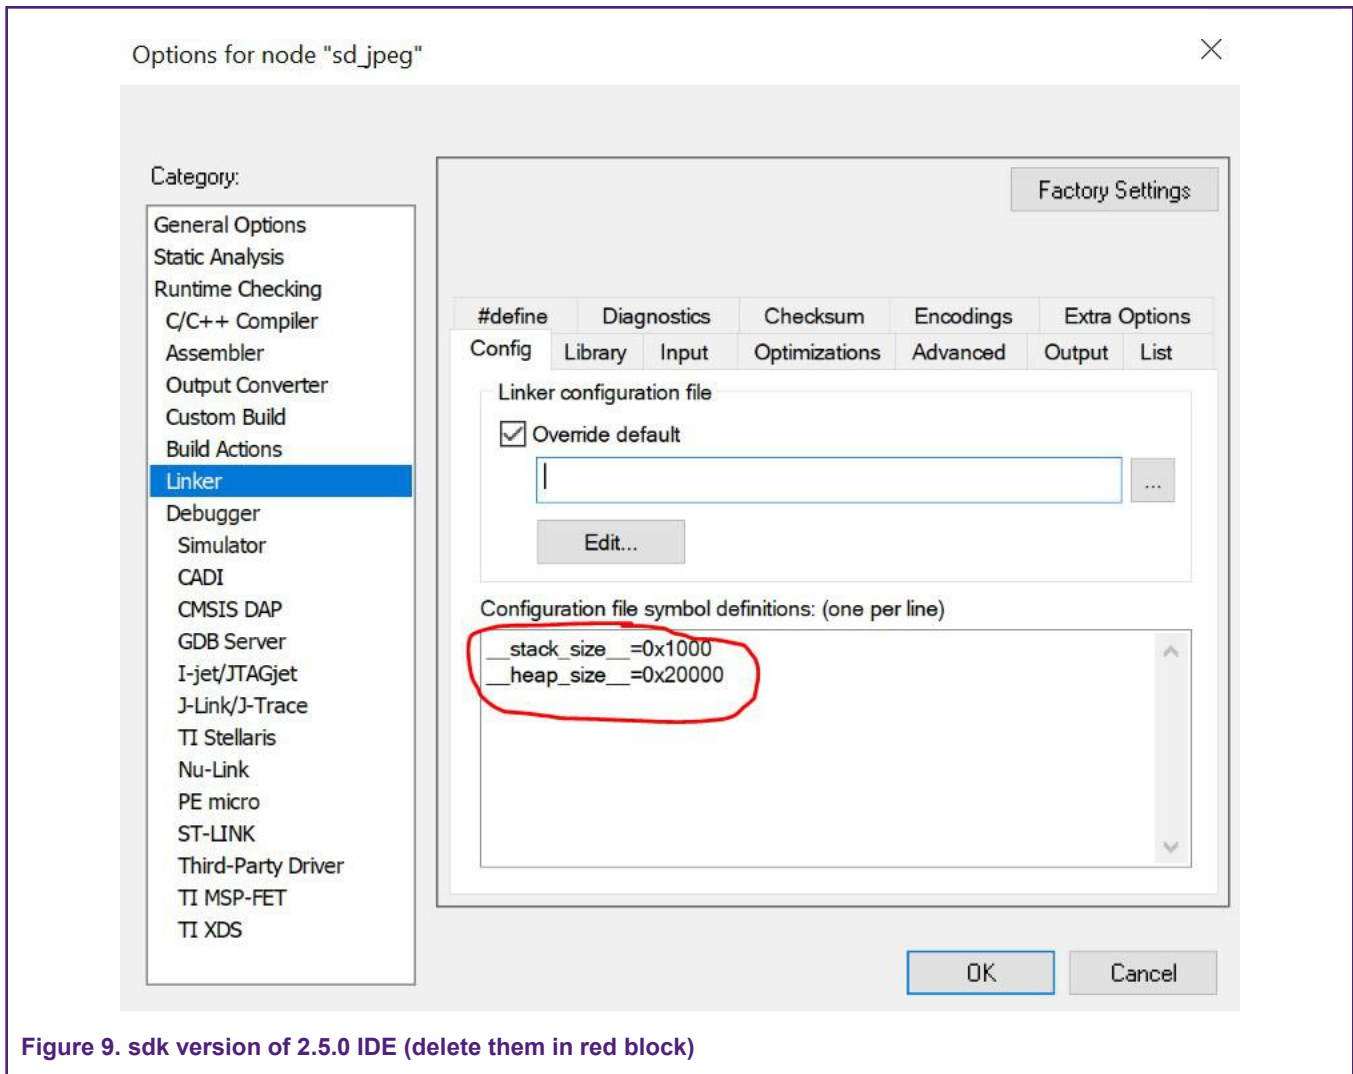 Options for node "sd_jpeg"
Category:
General Options
Static Analysis
Runtime Checking
C/C++ Compiler
Assembler
Output Converter
Custom Build
Build Actions
Linker
Debugger
Simulator
CADI
CMSIS DAP
GDB Server
I-jet/JTAGjet
J-Link/J-Trace
TI Stellaris
Nu-Link
PE micro
ST-LINK
Third-Party Driver
TI MSP-FET
TI XDS
Factory Settings
#define Diagnostics Checksum Encodings Extra Options
Config Library Input Optimizations Advanced Output List
Linker configuration file
Override default
...
Edit...
Configuration file symbol definitions: (one per line)
__stack_size__=0x1000
__heap_size__=0x20000
OK Cancel
Figure 9. sdk version of 2.5.0 IDE (delete them in red block)